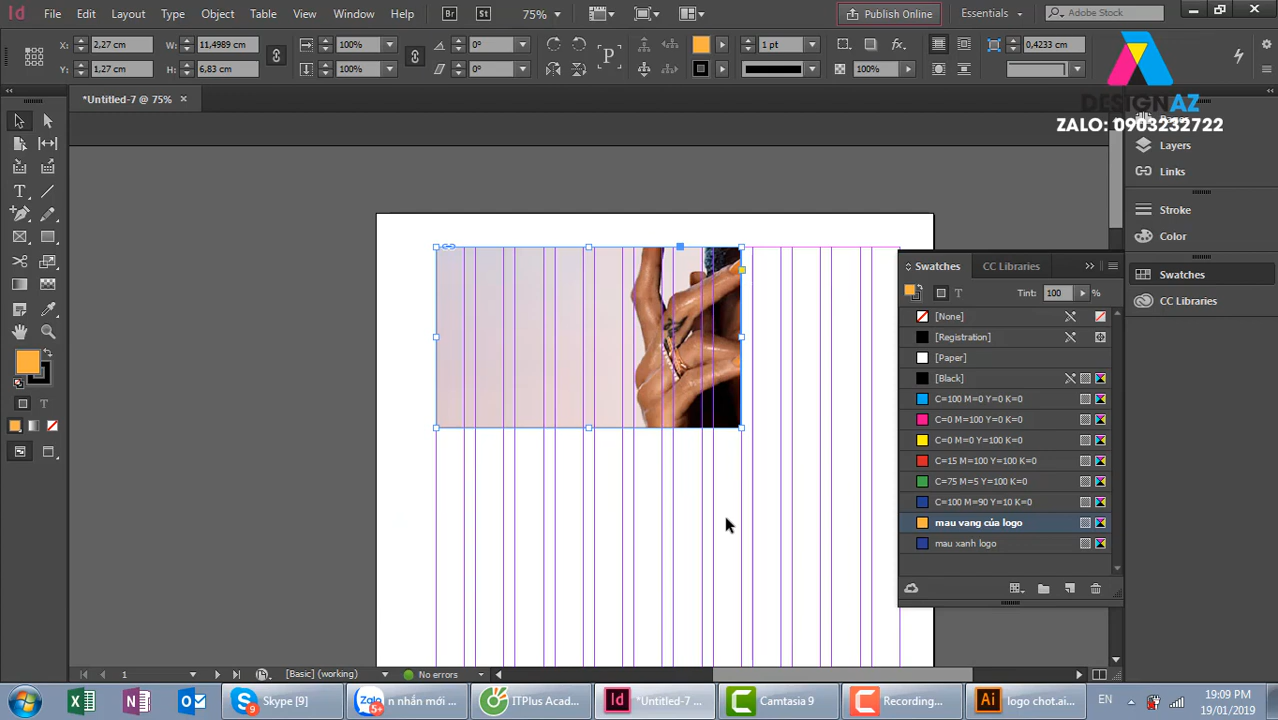 File Edit Layout Type Object Table View Window Help Br St 75% Publish Online Essentials Adobe Stock
X: 2,27 cm W: 11,4989 cm 100% 0° 1 pt 0,4233 cm
Y: 1,27 cm H: 6,83 cm 100% 0° 100%
*Untitled-7 @ 75%
DESIGNAZ
ZALO: 0903232722
Pages
Layers
Links
Stroke
Color
Swatches
CC Libraries
Swatches CC Libraries
Tint: 100 %
[None]
[Registration]
[Paper]
[Black]
C=100 M=0 Y=0 K=0
C=0 M=100 Y=0 K=0
C=0 M=0 Y=100 K=0
C=15 M=100 Y=100 K=0
C=75 M=5 Y=100 K=0
C=100 M=90 Y=10 K=0
mau vang của logo
mau xanh logo
1 [Basic] (working) No errors
Skype [9] n nhắn mới ... ITPlus Acad... *Untitled-7 ... Camtasia 9 Recording... logo chot.ai... EN 19:09 PM
19/01/2019